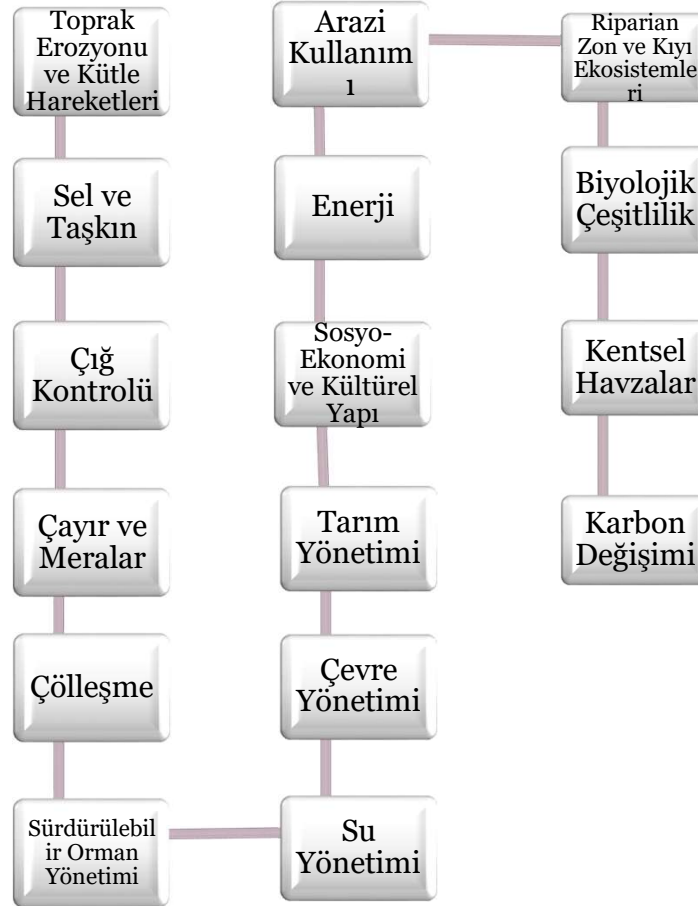 Toprak
Erozyonu
ve Kütle
Hareketleri
Sel ve
Taşkın
Çığ
Kontrolü
Çayır ve
Meralar
Çölleşme
Sürdürülebil
ir Orman
Yönetimi
Su
Yönetimi
Çevre
Yönetimi
Tarım
Yönetimi
Sosyo-
Ekonomi
ve Kültürel
Yapı
Enerji
Arazi
Kullanım
ı
Riparian
Zon ve Kıyı
Ekosistemle
ri
Biyolojik
Çeşitlilik
Kentsel
Havzalar
Karbon
Değişimi